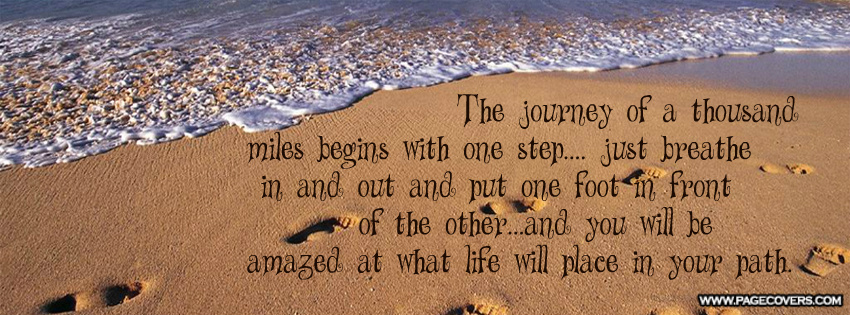 The journey of a thousand
miles begins with one step.... just breathe
in and out and put one foot in front
of the other...and you will be
amazed at what life will place in your path.
WWW.PAGECOVERS.COM